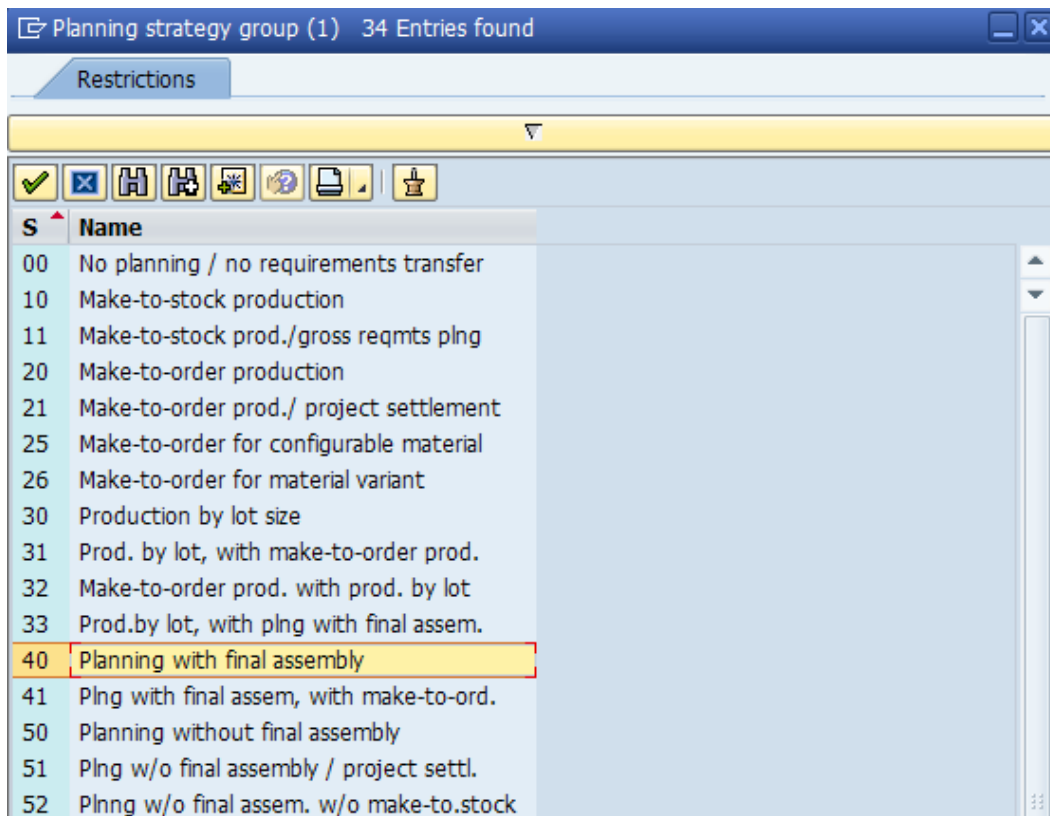 Planning strategy group (1) 34 Entries found
Restrictions
S Name
00 No planning / no requirements transfer
10 Make-to-stock production
11 Make-to-stock prod./gross reqmts plng
20 Make-to-order production
21 Make-to-order prod./ project settlement
25 Make-to-order for configurable material
26 Make-to-order for material variant
30 Production by lot size
31 Prod. by lot, with make-to-order prod.
32 Make-to-order prod. with prod. by lot
33 Prod.by lot, with plng with final assem.
40 Planning with final assembly
41 Plng with final assem, with make-to-ord.
50 Planning without final assembly
51 Plng w/o final assembly / project settl.
52 Plnng w/o final assem. w/o make-to.stock